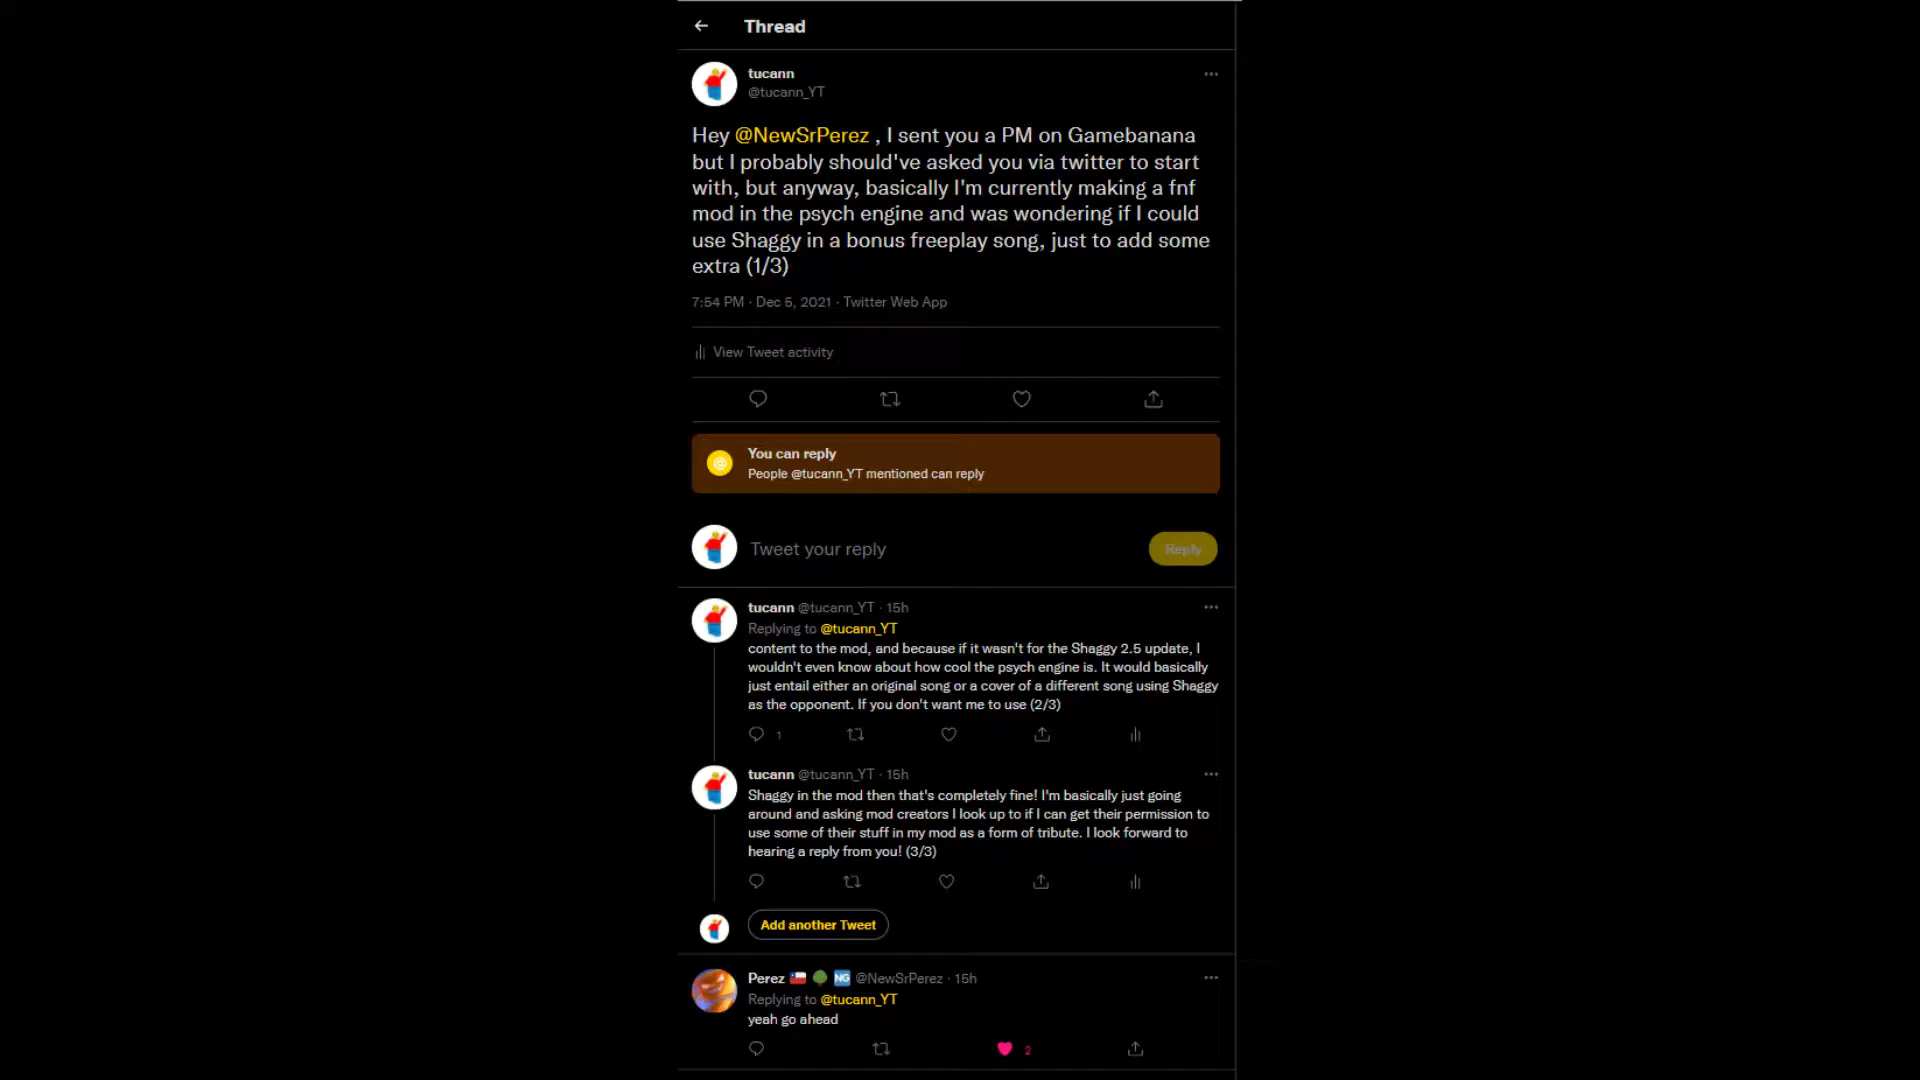 Thread
tucann
@tucann_YT
Hey @NewSrPerez , I sent you a PM on Gamebanana
but I probably should've asked you via twitter to start
with, but anyway, basically I'm currently making a fnf
mod in the psych engine and was wondering if I could
use Shaggy in a bonus freeplay song, just to add some
extra (1/3)
7:54 PM · Dec 5, 2021 · Twitter Web App
View Tweet activity
You can reply
People @tucann_YT mentioned can reply
Tweet your reply
Reply
tucann @tucann_YT · 15h
Replying to @tucann_YT
content to the mod, and because if it wasn't for the Shaggy 2.5 update, I
wouldn't even know about how cool the psych engine is. It would basically
just entail either an original song or a cover of a different song using Shaggy
as the opponent. If you don't want me to use (2/3)
1
tucann @tucann_YT · 15h
Shaggy in the mod then that's completely fine! I'm basically just going
around and asking mod creators I look up to if I can get their permission to
use some of their stuff in my mod as a form of tribute. I look forward to
hearing a reply from you! (3/3)
Add another Tweet
Perez NG @NewSrPerez · 15h
Replying to @tucann_YT
yeah go ahead
2